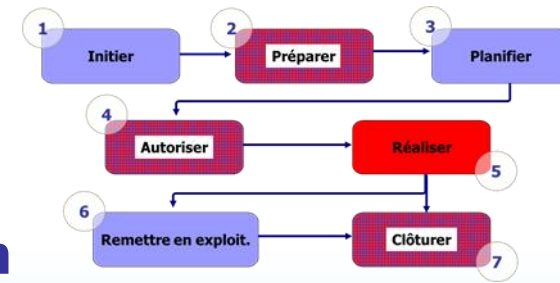 1
Initier
2
Préparer
3
Planifier
4
Autoriser
Réaliser
5
6
Remettre en exploit.
Clôturer
7